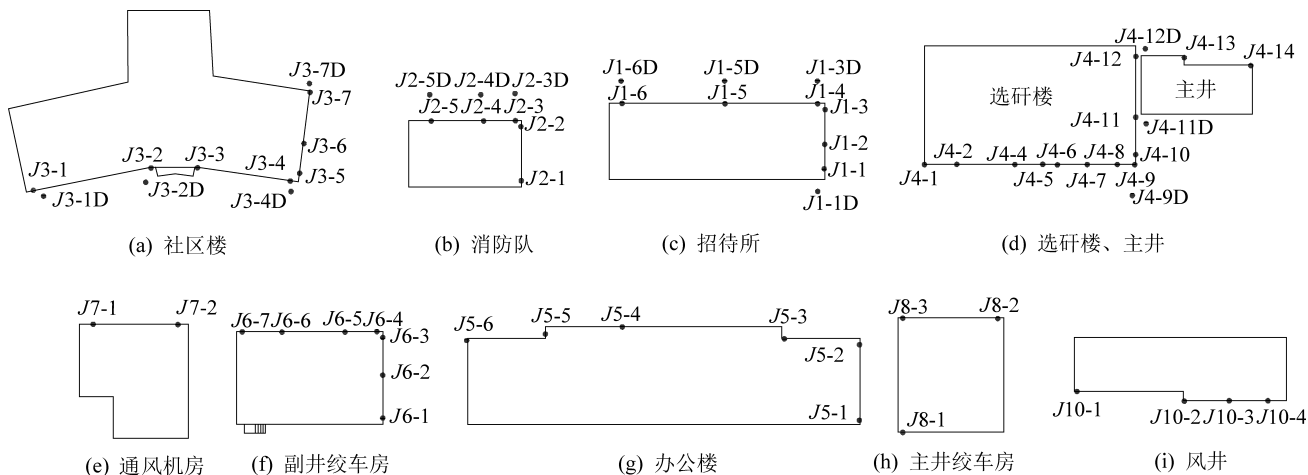 J3-7D
J3-7
J3-6
J3-5
J3-4
J3-4D
J3-3
J3-2
J3-2D
J3-1
J3-1D
(a) 社区楼
J2-5D J2-4D J2-3D
J2-5 J2-4 J2-3
J2-2
J2-1
(b) 消防队
J1-6D J1-5D J1-3D
J1-6 J1-5 J1-4
J1-3
J1-2
J1-1
J1-1D
(c) 招待所
J4-12D
J4-13
J4-14
J4-12
选矸楼
主井
J4-11
J4-11D
J4-10
J4-1 J4-2 J4-4 J4-5 J4-6 J4-7 J4-8 J4-9
J4-9D
(d) 选矸楼、主井
J7-1 J7-2
(e) 通风机房
J6-7 J6-6 J6-5 J6-4
J6-3
J6-2
J6-1
(f) 副井绞车房
J5-6 J5-5 J5-4 J5-3
J5-2
J5-1
(g) 办公楼
J8-3 J8-2
J8-1
(h) 主井绞车房
J10-1
J10-2 J10-3 J10-4
(i) 风井